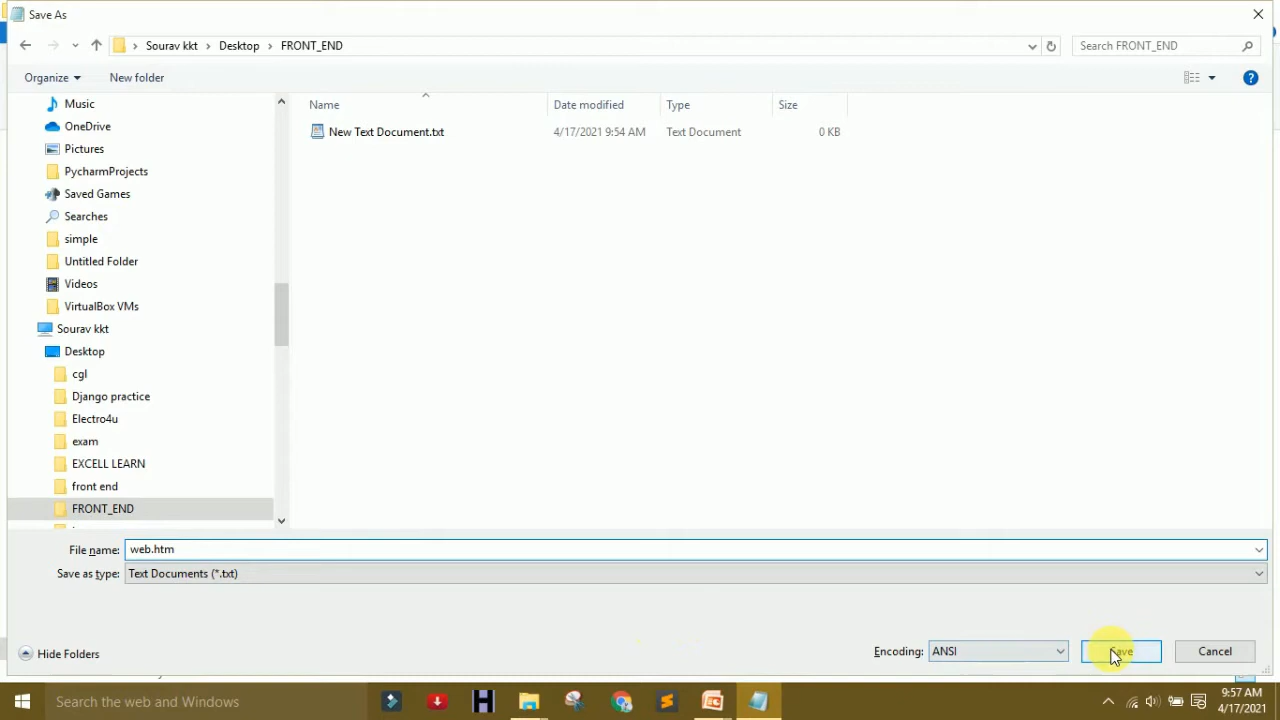 Save As
Sourav kkt
Desktop
FRONT_END
Search FRONT_END
Organize
New folder
Name
Date modified
Type
Size
New Text Document.txt
4/17/2021 9:54 AM
Text Document
0 KB
Music
OneDrive
Pictures
PycharmProjects
Saved Games
Searches
simple
Untitled Folder
Videos
VirtualBox VMs
Sourav kkt
Desktop
cgl
Django practice
Electro4u
exam
EXCELL LEARN
front end
FRONT_END
File name: web.htm
Save as type: Text Documents (*.txt)
Hide Folders
Encoding: ANSI
Save
Cancel
Search the web and Windows
9:57 AM
4/17/2021